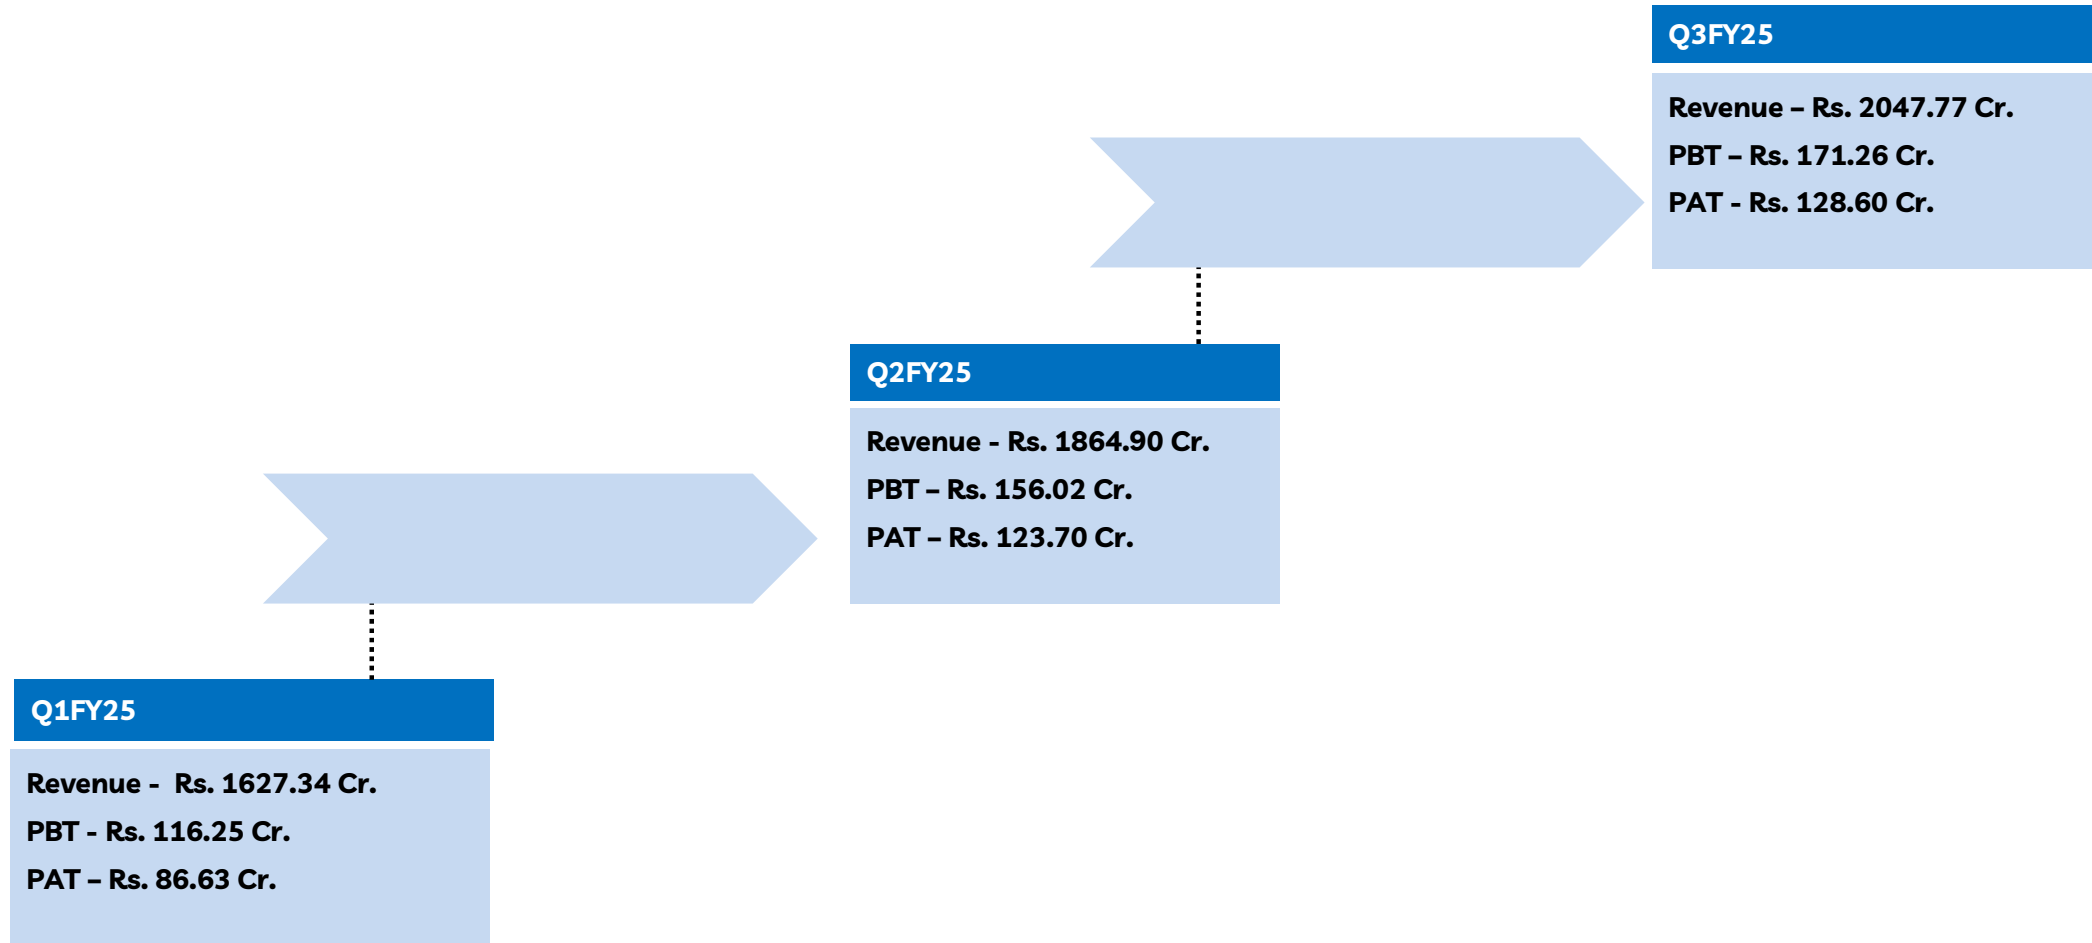 Q3FY25
Revenue – Rs. 2047.77 Cr.
PBT – Rs. 171.26 Cr.
PAT - Rs. 128.60 Cr.
Q2FY25
Revenue - Rs. 1864.90 Cr.
PBT – Rs. 156.02 Cr.
PAT – Rs. 123.70 Cr.
Q1FY25
Revenue -  Rs. 1627.34 Cr.
PBT - Rs. 116.25 Cr.
PAT – Rs. 86.63 Cr.